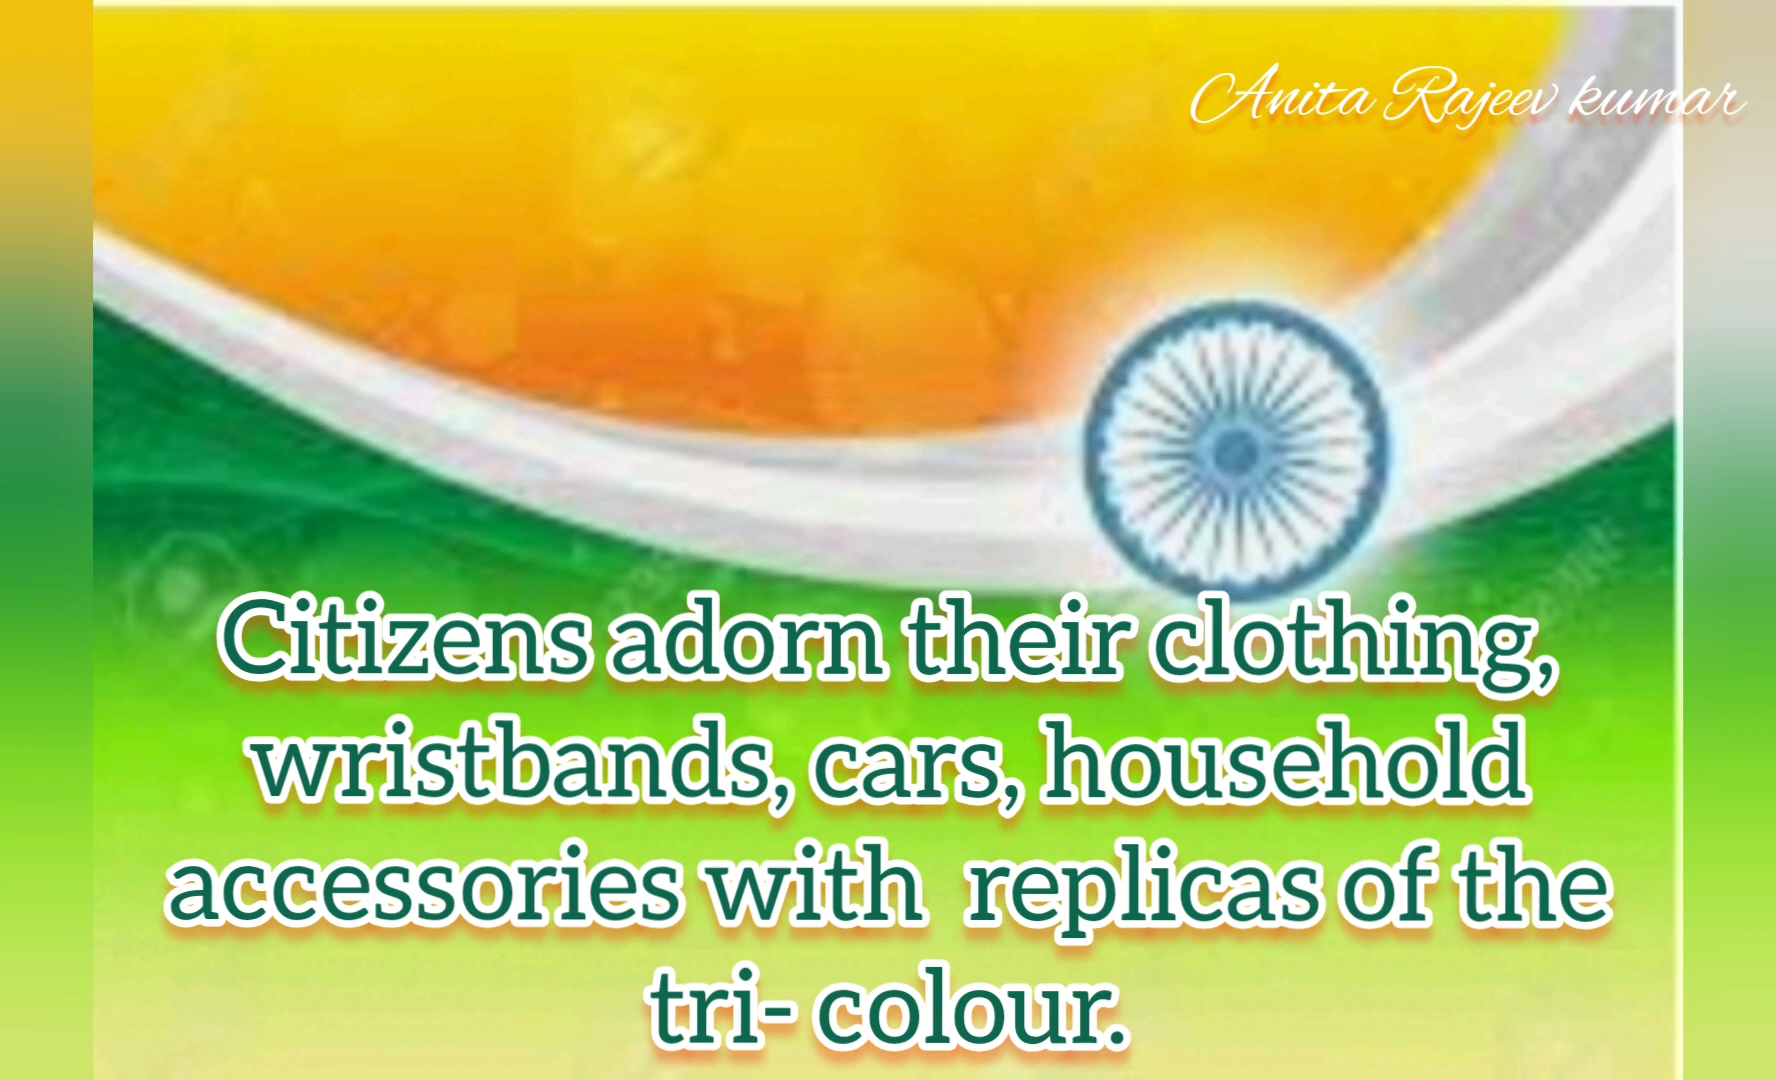 Anita Rajeev kumar
Citizens adorn their clothing,
wristbands, cars, household
accessories with  replicas of the
tri- colour.